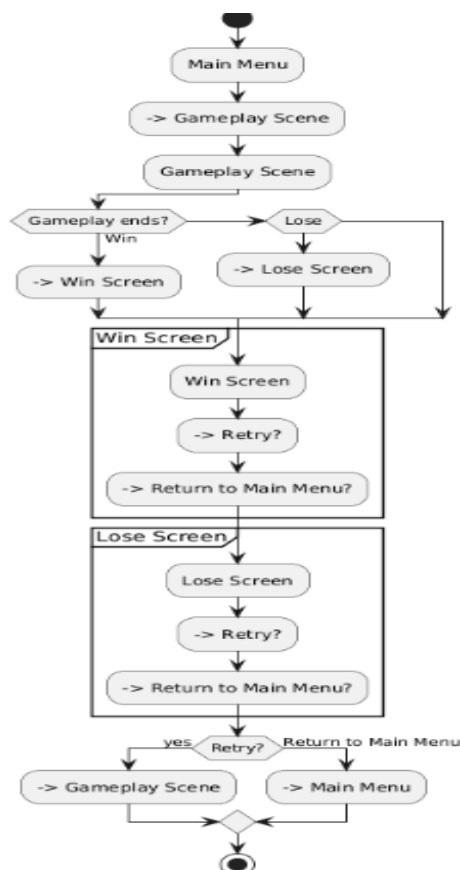 Main Menu
-> Gameplay Scene
Gameplay Scene
Gameplay ends?
Lose
Win
-> Win Screen
-> Lose Screen
Win Screen
Win Screen
-> Retry?
-> Return to Main Menu?
Lose Screen
Lose Screen
-> Retry?
-> Return to Main Menu?
yes
Retry?
Return to Main Menu
-> Gameplay Scene
-> Main Menu